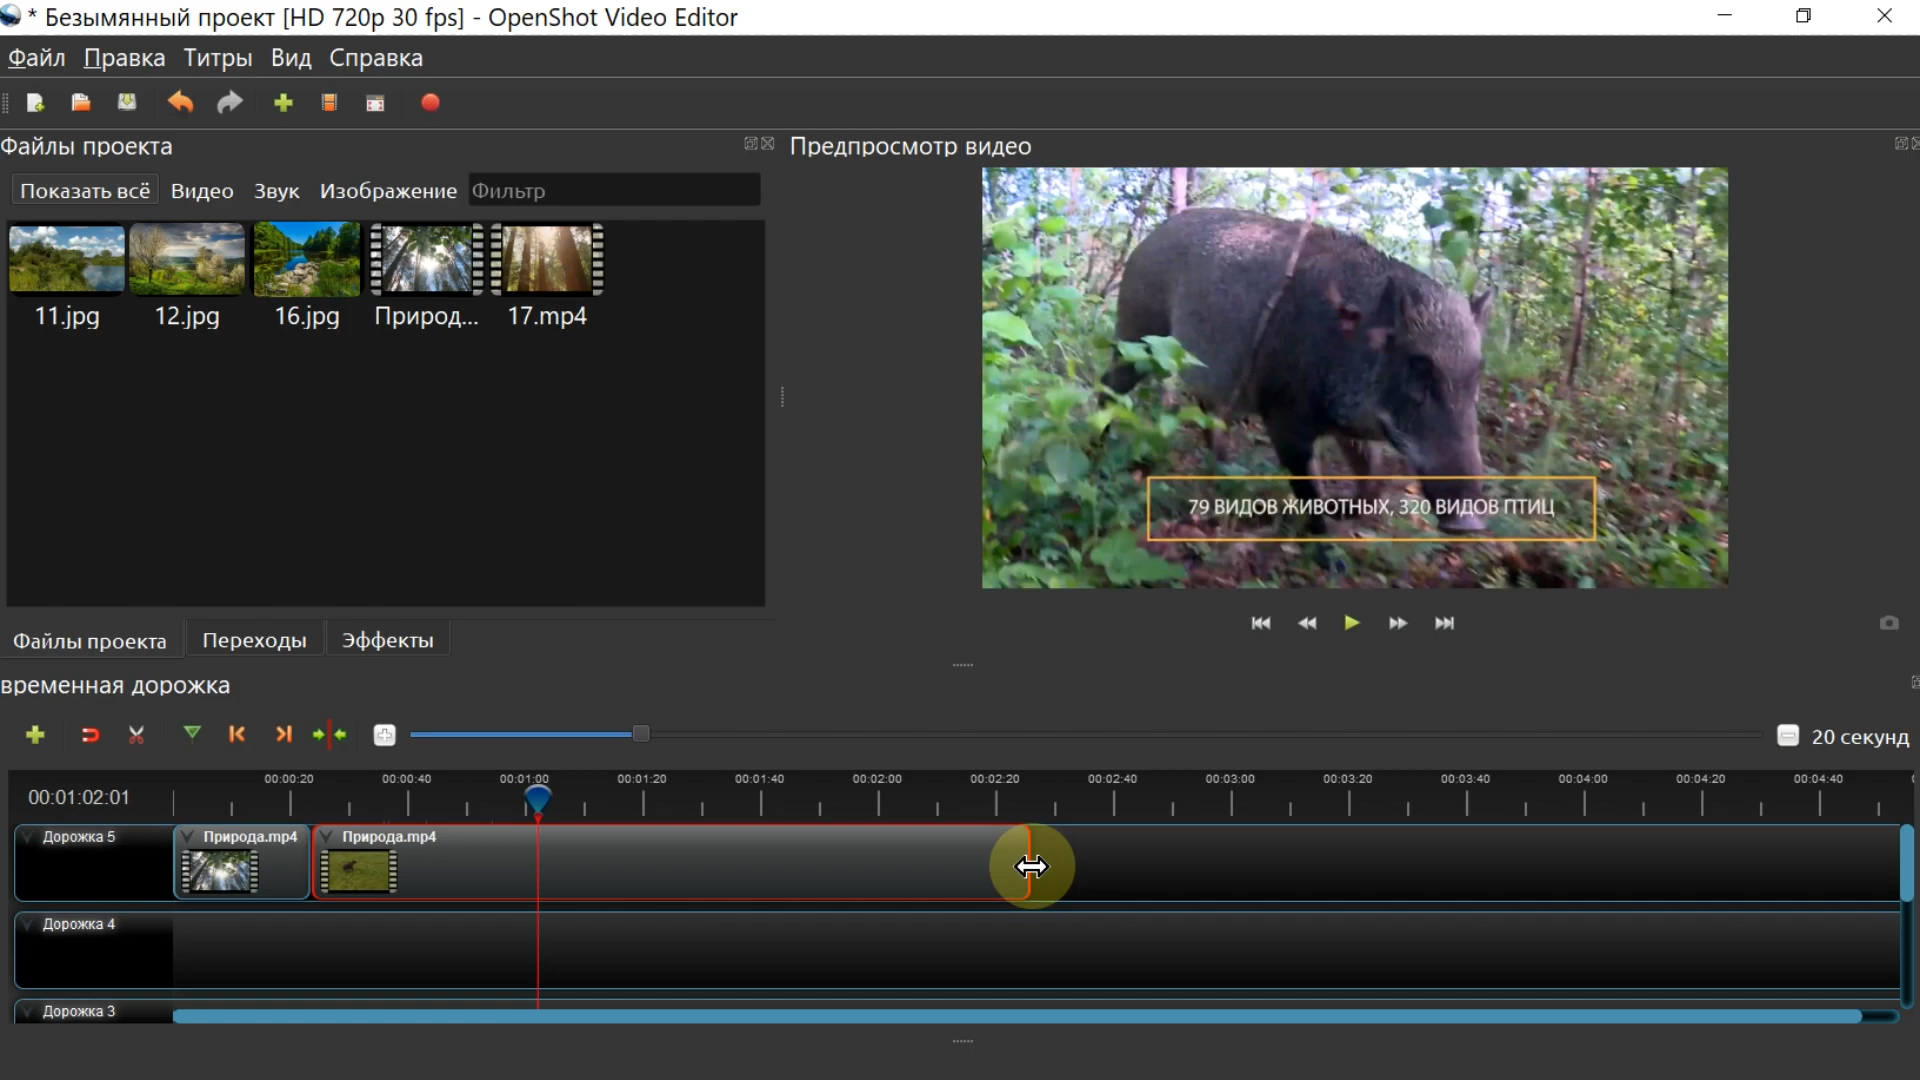 * Безымянный проект [HD 720p 30 fps] - OpenShot Video Editor
Файл Правка Титры Вид Справка
Файлы проекта
Предпросмотр видео
Показать всё Видео Звук Изображение Фильтр
11.jpg 12.jpg 16.jpg Природ... 17.mp4
79 ВИДОВ ЖИВОТНЫХ, 320 ВИДОВ ПТИЦ
Файлы проекта Переходы Эффекты
временная дорожка
20 секунд
00:00:20 00:00:40 00:01:00 00:01:20 00:01:40 00:02:00 00:02:20 00:02:40 00:03:00 00:03:20 00:03:40 00:04:00 00:04:20 00:04:40
00:01:02:01
Дорожка 5 Природа.mp4 Природа.mp4
Дорожка 4
Дорожка 3